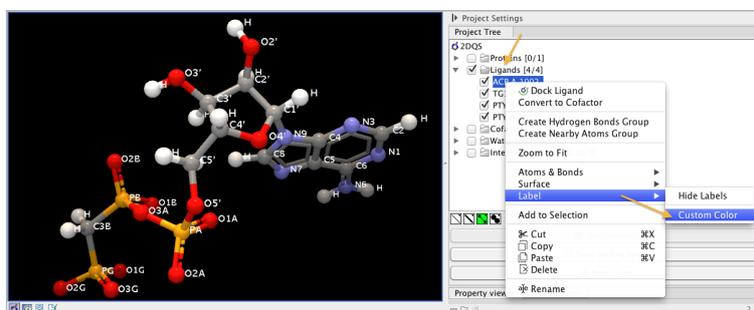 Project Settings
Project Tree
2DQS
Proteins [0/1]
Ligands [4/4]
ACP A 1003
TG
PTY
PTY
Cofa
Wat
Inte
Dock Ligand
Convert to Cofactor
Create Hydrogen Bonds Group
Create Nearby Atoms Group
Zoom to Fit
Atoms & Bonds
Surface
Label
Hide Labels
Custom Color
Add to Selection
Cut ⌘X
Copy ⌘C
Paste ⌘V
Delete
Rename
Property view
H
O2'
H
O3'
C2'
H
C3'
C1'
H
H
C4'
O4'
N9
N3
C2
H
C4
N1
H
C8
C5
C6
C5'
N7
N6
H
H
O2B
PB
O1B
O3A
O5'
O1A
PA
H
C3B
H
O2A
PG
O1G
O2G
O3G